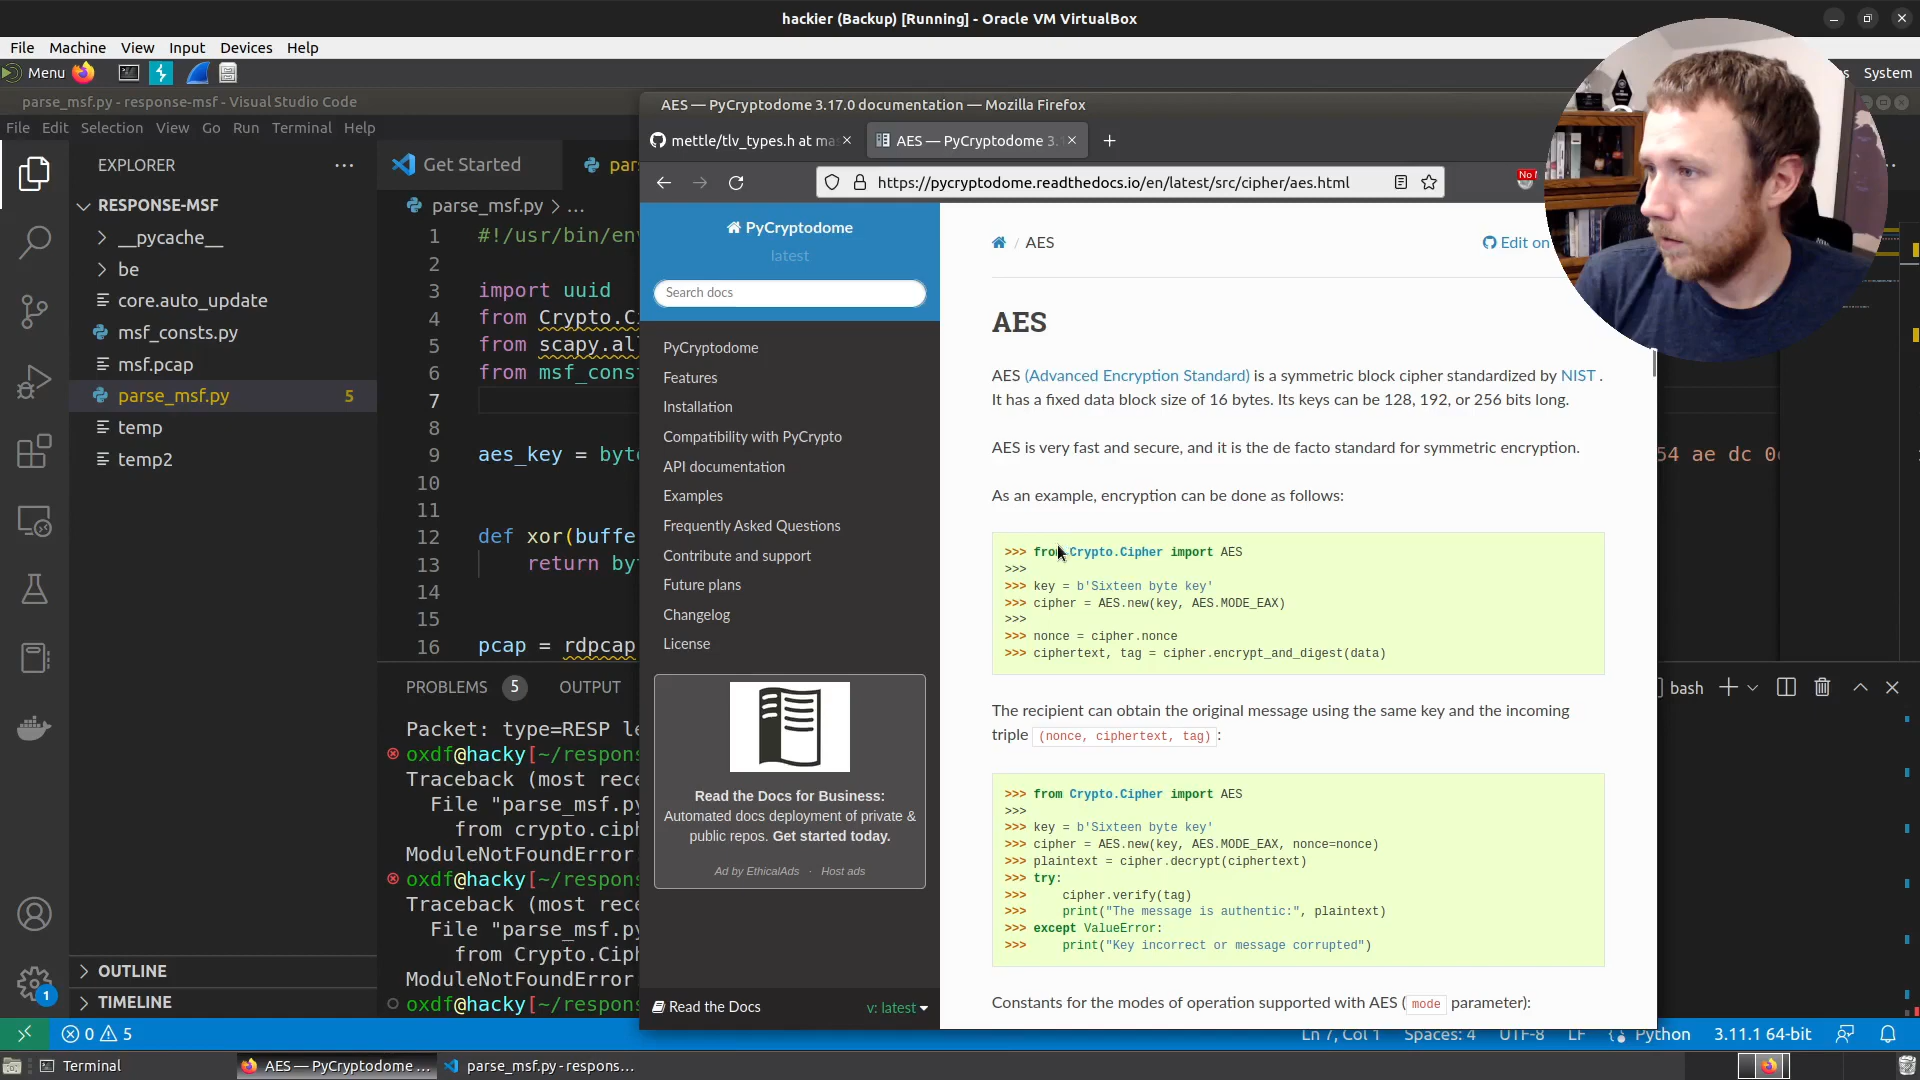 hackier (Backup) [Running] - Oracle VM VirtualBox
File Machine View Input Devices Help
Menu
System
parse_msf.py - response-msf - Visual Studio Code
File Edit Selection View Go Run Terminal Help
EXPLORER
RESPONSE-MSF
__pycache__
be
core.auto_update
msf_consts.py
msf.pcap
parse_msf.py 5
temp
temp2
OUTLINE
TIMELINE
1
Get Started
par
parse_msf.py > ...
1 #!/usr/bin/env
2
3 import uuid
4 from Crypto.Ci
5 from scapy.al
6 from msf_const
7
8
9 aes_key = byte
10
11
12 def xor(buffe
13 return by
14
15
16 pcap = rdpcap
54 ae dc 0
PROBLEMS 5 OUTPUT
bash
Packet: type=RESP le
oxdf@hacky[~/respons
Traceback (most rece
File "parse_msf.py
from crypto.ciph
ModuleNotFoundError
oxdf@hacky[~/respons
Traceback (most rece
File "parse_msf.py
from Crypto.Ciph
ModuleNotFoundError
oxdf@hacky[~/respons
AES — PyCryptodome 3.17.0 documentation — Mozilla Firefox
mettle/tlv_types.h at mas
AES — PyCryptodome 3.
https://pycryptodome.readthedocs.io/en/latest/src/cipher/aes.html
PyCryptodome
latest
Search docs
PyCryptodome
Features
Installation
Compatibility with PyCrypto
API documentation
Examples
Frequently Asked Questions
Contribute and support
Future plans
Changelog
License
Read the Docs for Business:
Automated docs deployment of private &
public repos. Get started today.
Ad by EthicalAds · Host ads
Read the Docs v: latest
/ AES
Edit on
AES
AES (Advanced Encryption Standard) is a symmetric block cipher standardized by NIST .
It has a fixed data block size of 16 bytes. Its keys can be 128, 192, or 256 bits long.
AES is very fast and secure, and it is the de facto standard for symmetric encryption.
As an example, encryption can be done as follows:
>>> from Crypto.Cipher import AES
>>>
>>> key = b'Sixteen byte key'
>>> cipher = AES.new(key, AES.MODE_EAX)
>>>
>>> nonce = cipher.nonce
>>> ciphertext, tag = cipher.encrypt_and_digest(data)
The recipient can obtain the original message using the same key and the incoming
triple (nonce, ciphertext, tag):
>>> from Crypto.Cipher import AES
>>>
>>> key = b'Sixteen byte key'
>>> cipher = AES.new(key, AES.MODE_EAX, nonce=nonce)
>>> plaintext = cipher.decrypt(ciphertext)
>>> try:
>>> cipher.verify(tag)
>>> print("The message is authentic:", plaintext)
>>> except ValueError:
>>> print("Key incorrect or message corrupted")
Constants for the modes of operation supported with AES (mode parameter):
0 5
Ln 7, Col 1 Spaces: 4 UTF-8 LF Python 3.11.1 64-bit
Terminal
AES — PyCryptodome ...
parse_msf.py - respons...